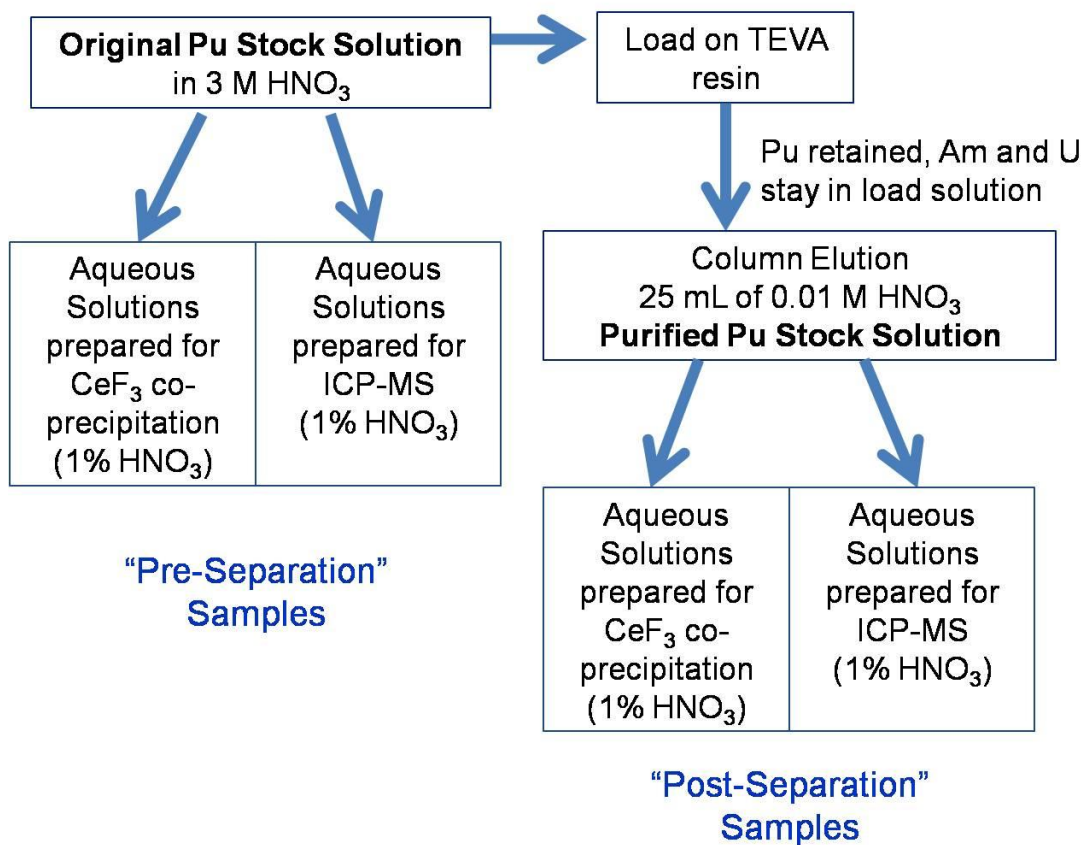 Original Pu Stock Solution
in 3 M HNO₃
Load on TEVA
resin
Pu retained, Am and U
stay in load solution
Aqueous
Solutions
prepared for
CeF₃ co-
precipitation
(1% HNO₃)
Aqueous
Solutions
prepared for
ICP-MS
(1% HNO₃)
Column Elution
25 mL of 0.01 M HNO₃
Purified Pu Stock Solution
“Pre-Separation”
Samples
Aqueous
Solutions
prepared for
CeF₃ co-
precipitation
(1% HNO₃)
Aqueous
Solutions
prepared for
ICP-MS
(1% HNO₃)
“Post-Separation”
Samples